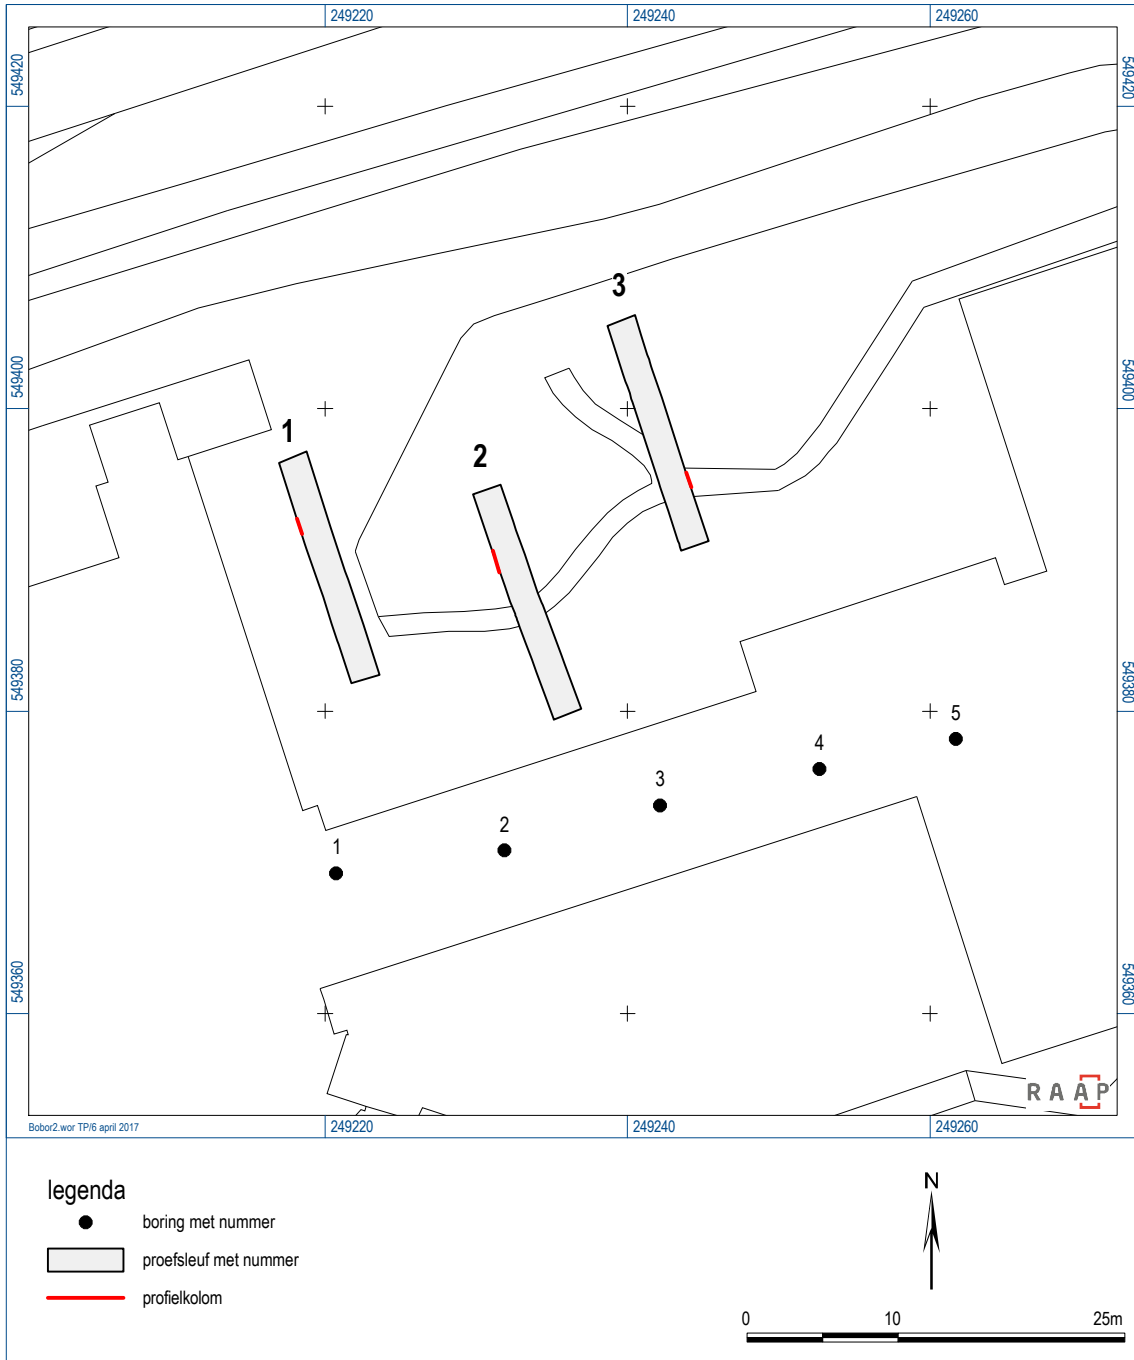 249220 249240 249260
549420 549420
3
549400 549400
1
2
549380 549380
5
4
3
2
1
549360 549360
RAAP
Bobor2.wor TP/6 april 2017
249220 249240 249260
legenda
boring met nummer
proefsleuf met nummer
profielkolom
N
0 10 25m